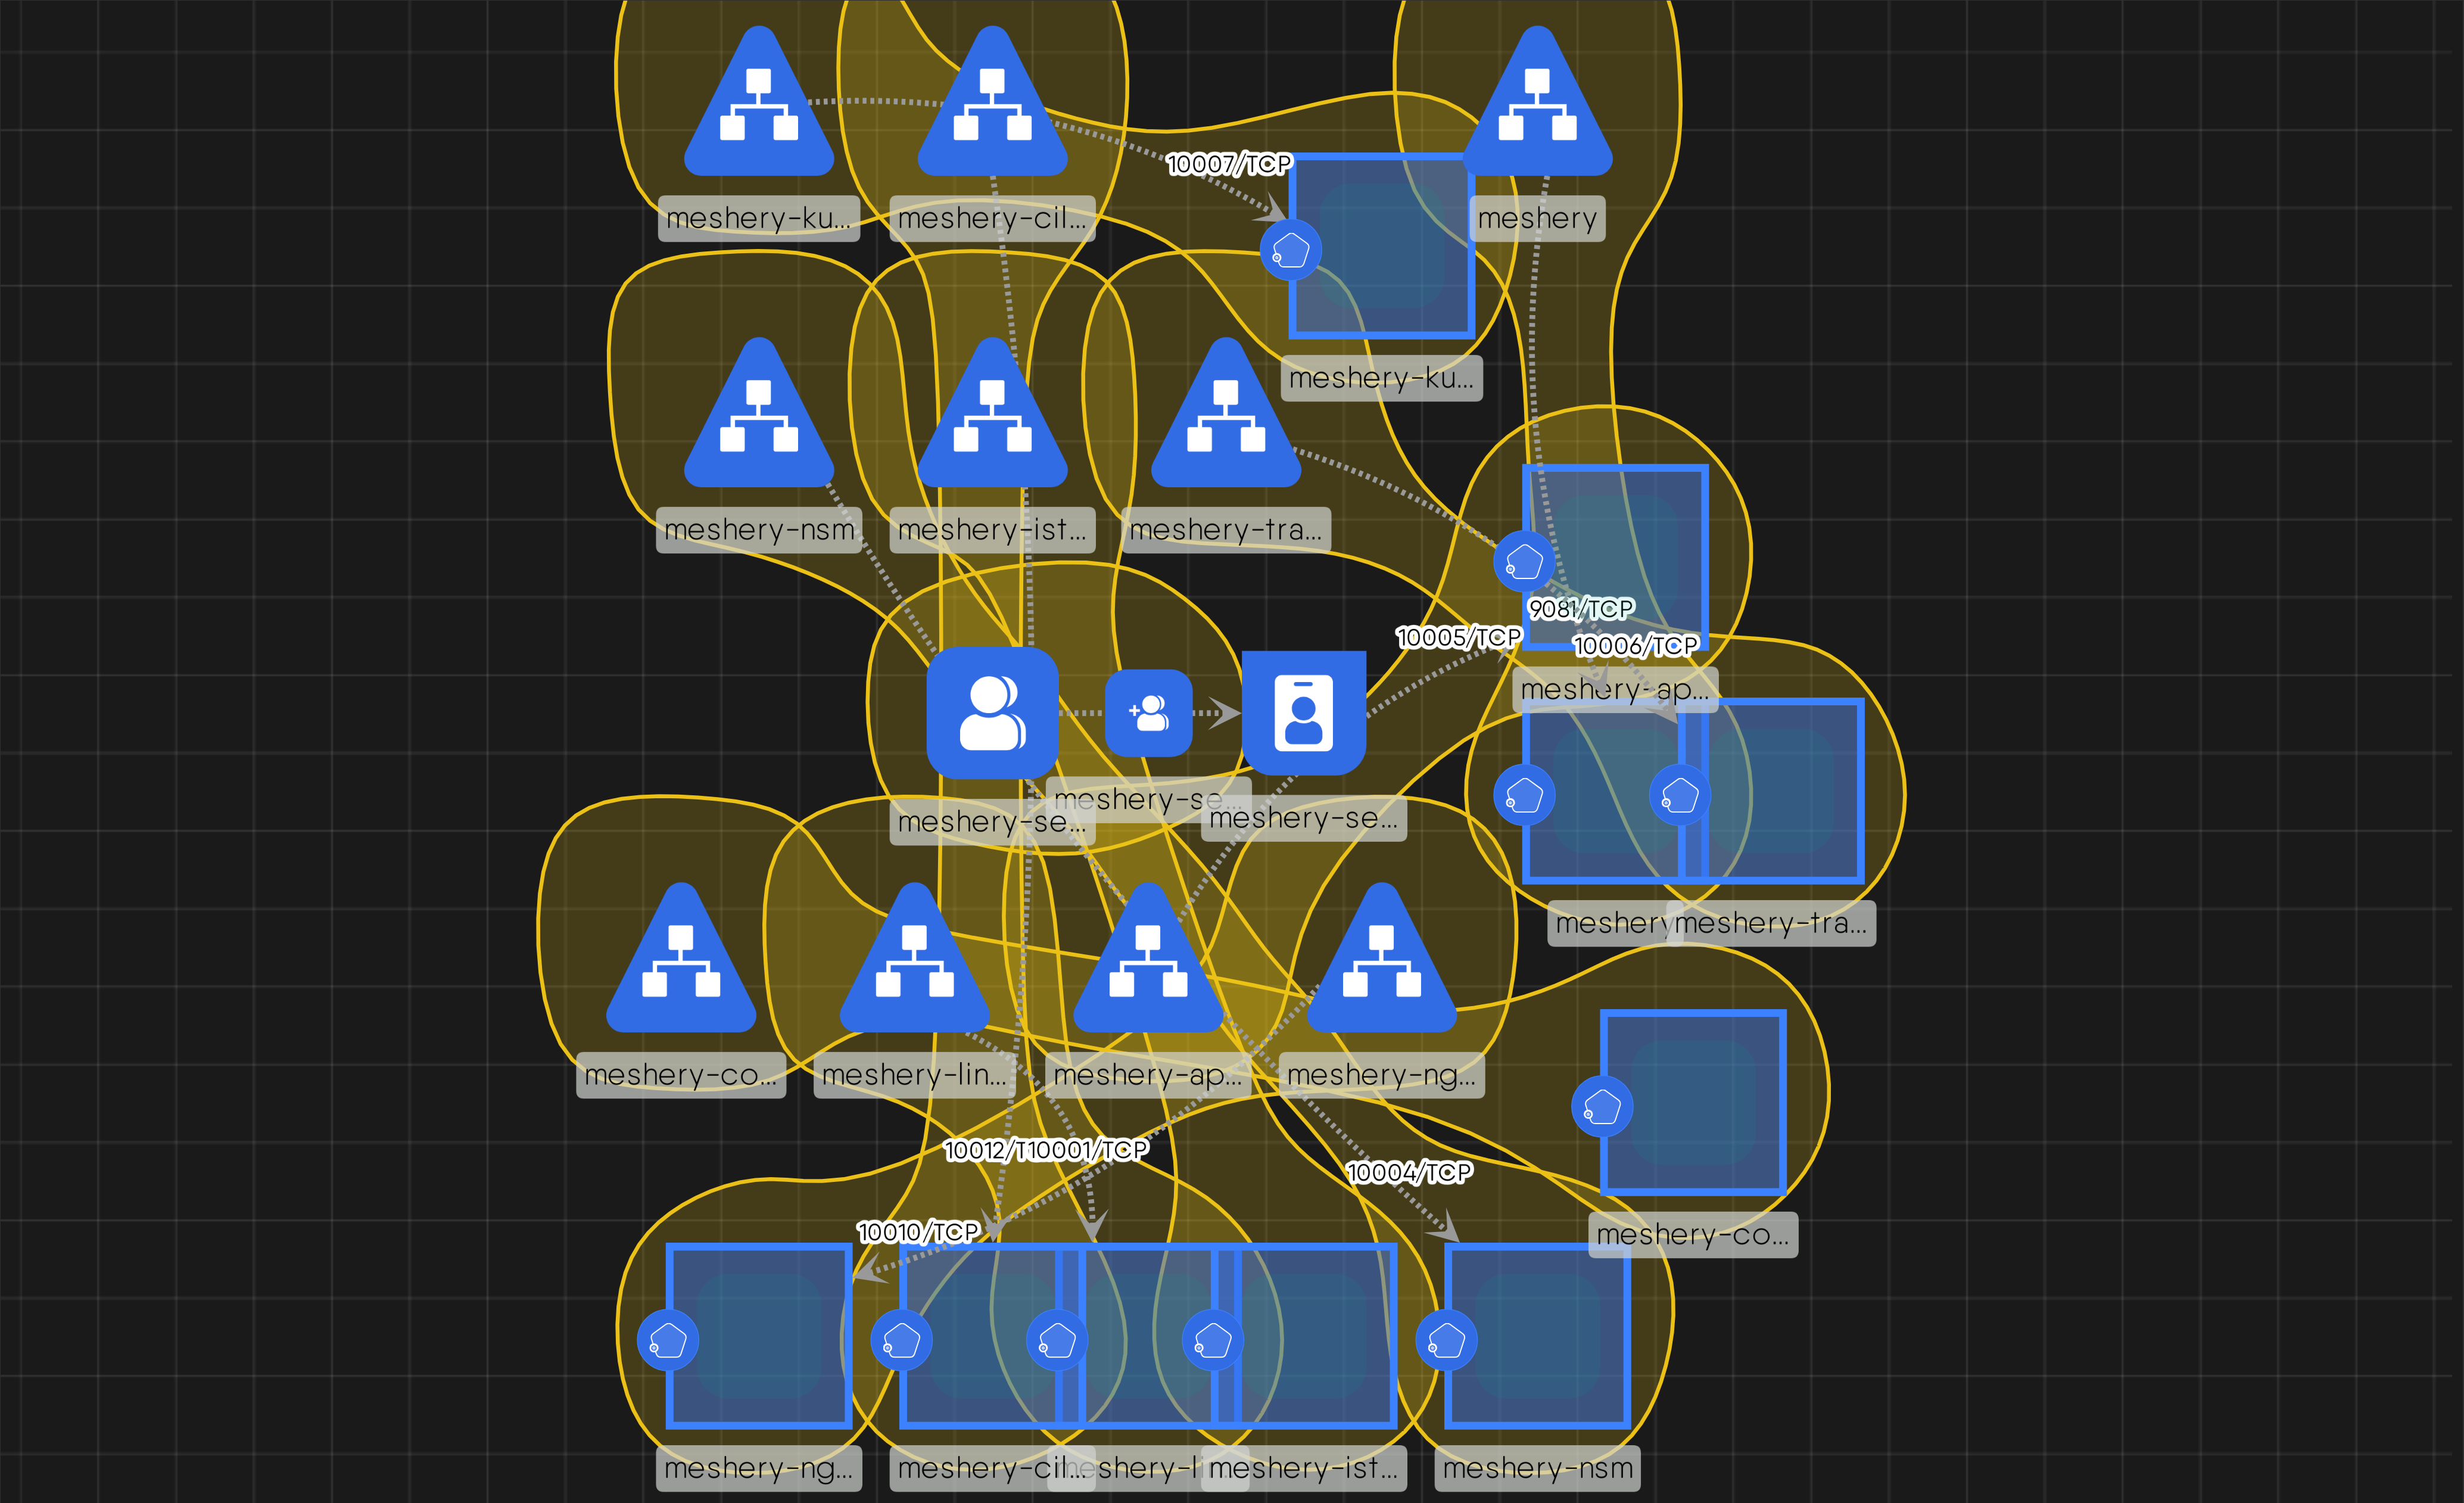 10007/TCP
meshery-ku...
meshery-cil...
meshery
meshery-ku...
meshery-nsm
meshery-ist...
meshery-tra...
9081/TCP
10005/TCP
10006/TCP
meshery-ap...
meshery-se...
meshery-se...
meshery-se...
meshery
meshery-tra...
meshery-co...
meshery-lin...
meshery-ap...
meshery-ng...
10012/T
10001/TCP
10004/TCP
10010/TCP
meshery-co...
meshery-ng...
meshery-cil...
meshery-ist...
meshery-nsm